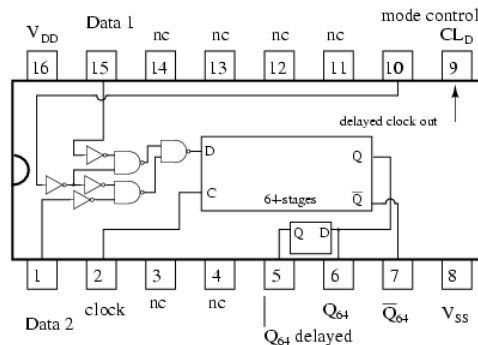 mode control
V_DD Data 1 nc nc nc nc CL_D
16 15 14 13 12 11 10 9
delayed clock out
D Q
C Q̅
64-stages
Q D
1 2 3 4 5 6 7 8
clock nc nc Q₆₄ Q̅₆₄ V_SS
Data 2 Q₆₄ delayed